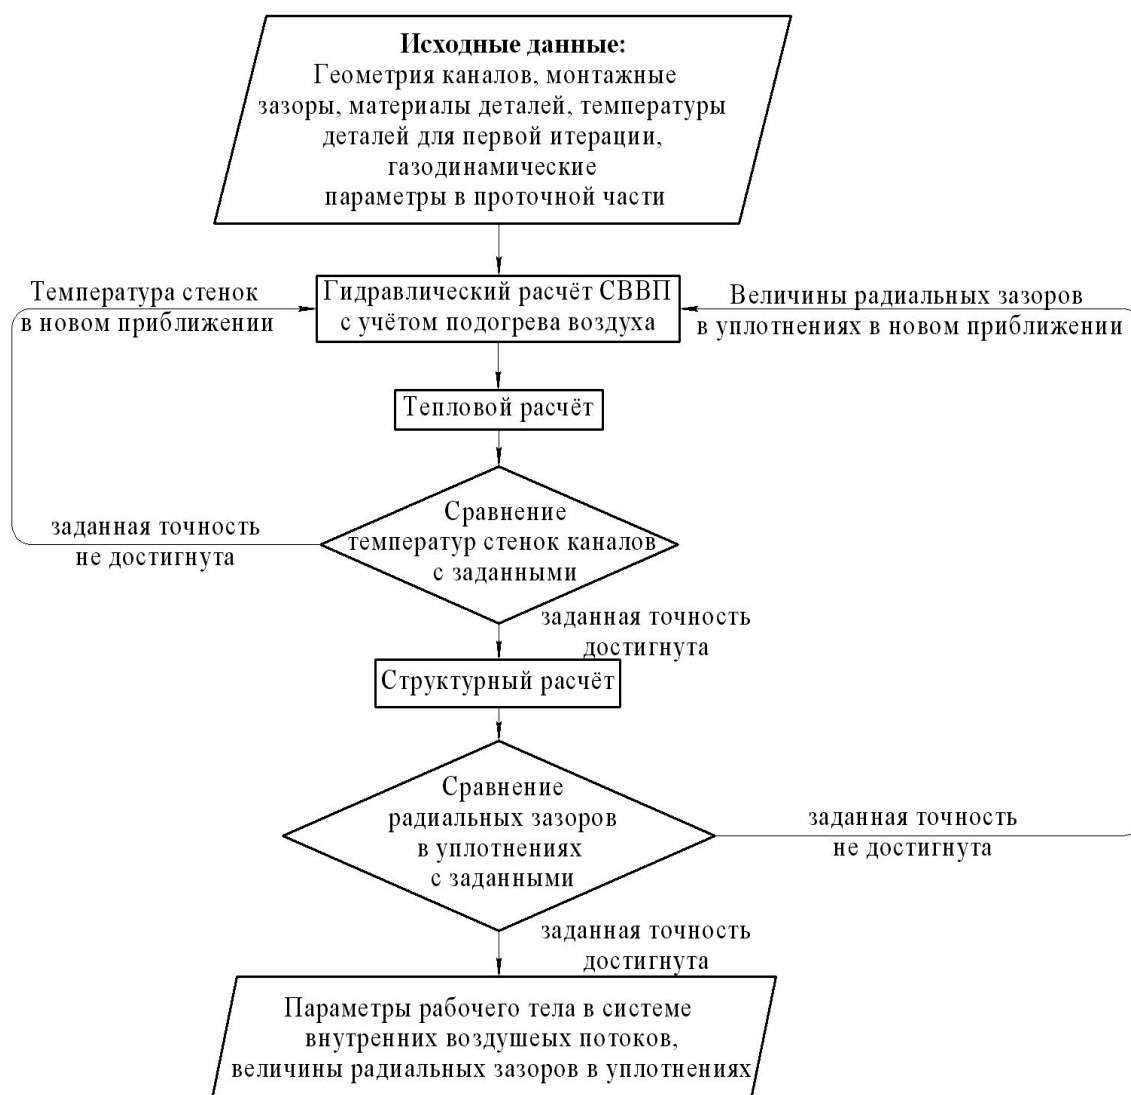 Исходные данные:
Геометрия каналов, монтажные
зазоры, материалы деталей, температуры
деталей для первой итерации,
газодинамические
параметры в проточной части
Температура стенок
в новом приближении
Гидравлический расчёт СВВП
с учётом подогрева воздуха
Величины радиальных зазоров
в уплотнениях в новом приближении
Тепловой расчёт
Сравнение
температур стенок каналов
с заданными
заданная точность
не достигнута
заданная точность
достигнута
Структурный расчёт
Сравнение
радиальных зазоров
в уплотнениях
с заданными
заданная точность
не достигнута
заданная точность
достигнута
Параметры рабочего тела в системе
внутренних воздушеых потоков,
величины радиальных зазоров в уплотнениях